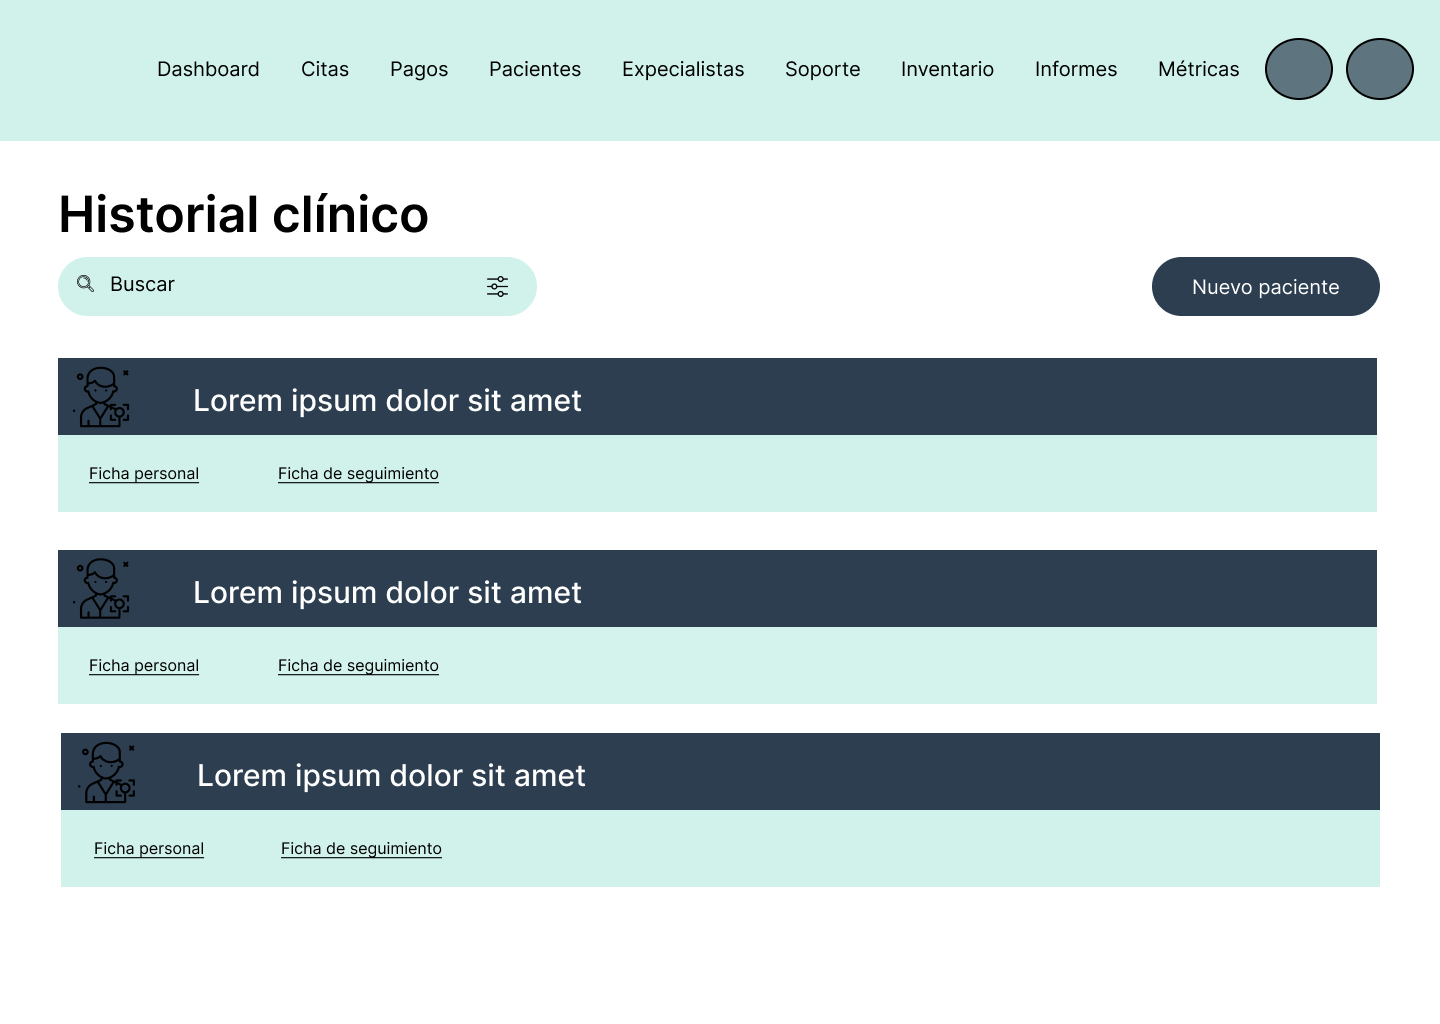 Dashboard Citas Pagos Pacientes Expecialistas Soporte Inventario Informes Métricas
Historial clínico
Buscar
Nuevo paciente
Lorem ipsum dolor sit amet
Ficha personal Ficha de seguimiento
Lorem ipsum dolor sit amet
Ficha personal Ficha de seguimiento
Lorem ipsum dolor sit amet
Ficha personal Ficha de seguimiento